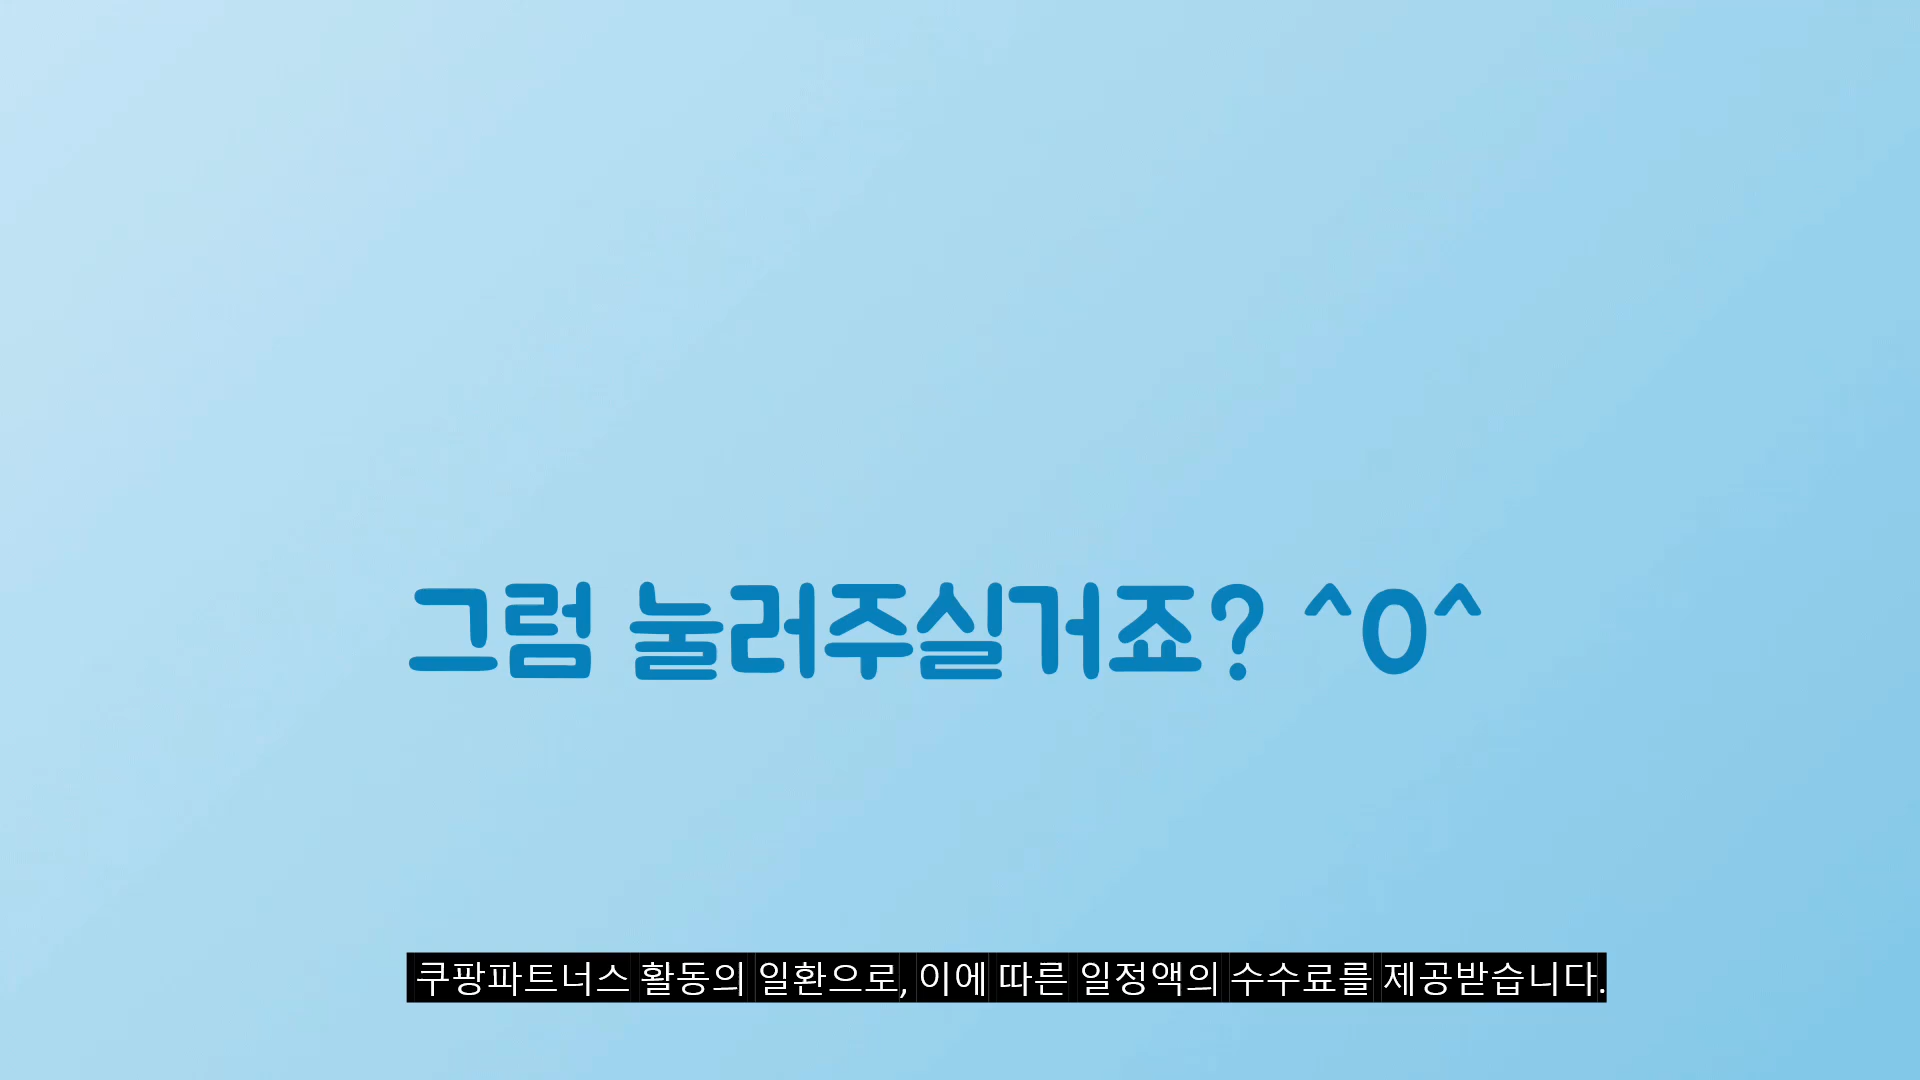 그럼 눌러주실거죠? ^0^
쿠팡파트너스 활동의 일환으로, 이에 따른 일정액의 수수료를 제공받습니다.